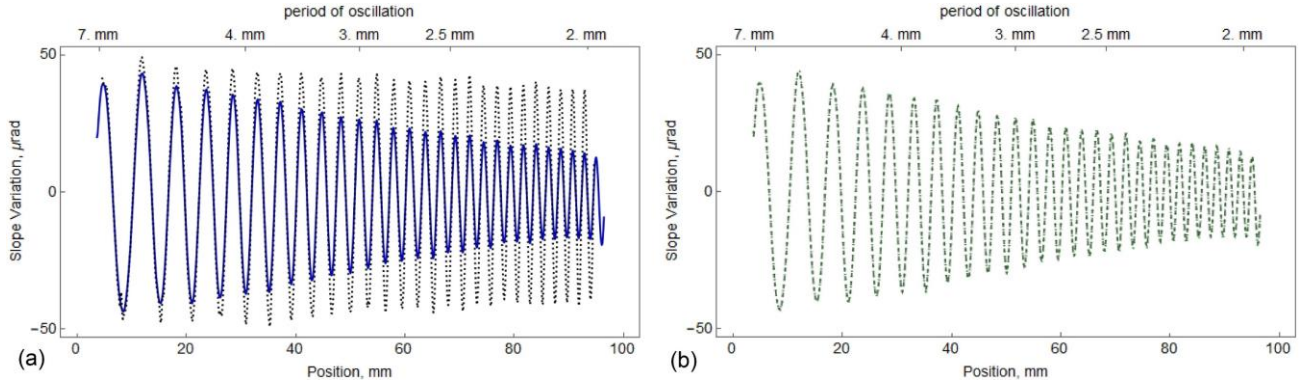 period of oscillation
7. mm 4. mm 3. mm 2.5 mm 2. mm
50
0
−50
Slope Variation, μrad
0 20 40 60 80 100
Position, mm
(a)
period of oscillation
7. mm 4. mm 3. mm 2.5 mm 2. mm
50
0
−50
Slope Variation, μrad
0 20 40 60 80 100
Position, mm
(b)